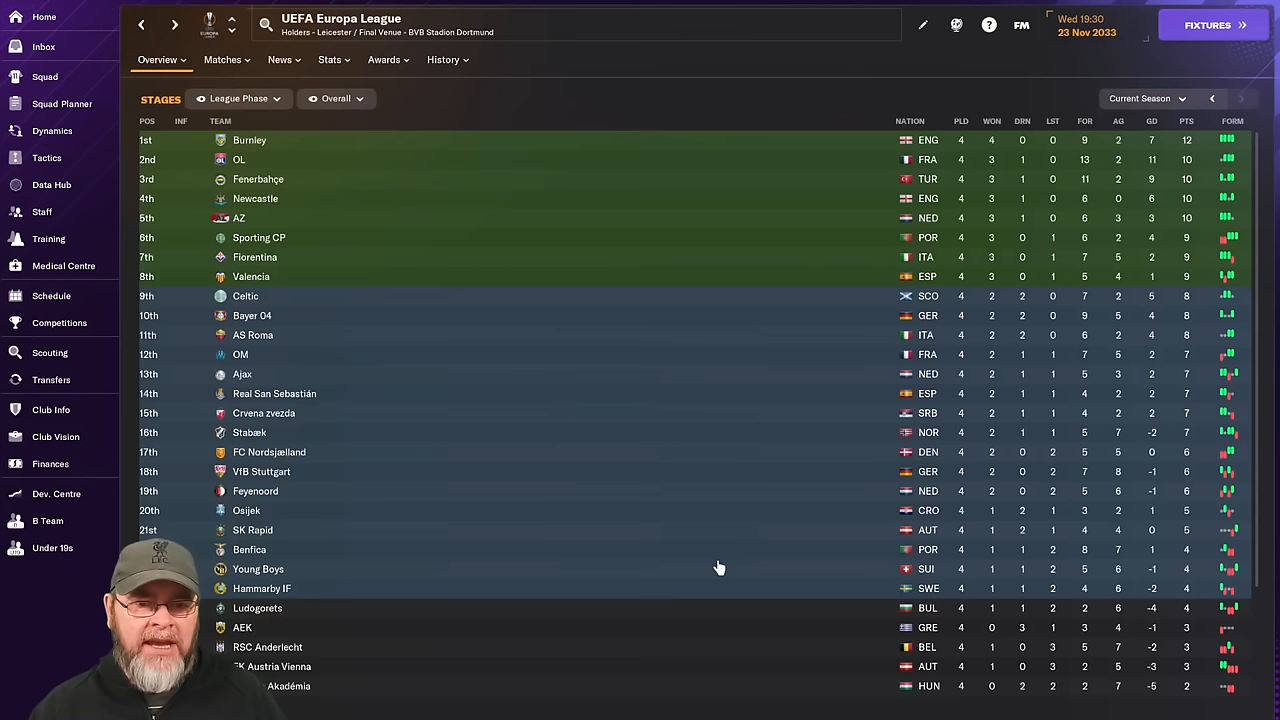 Home
Inbox
Squad
Squad Planner
Dynamics
Tactics
Data Hub
Staff
Training
Medical Centre
Schedule
Competitions
Scouting
Transfers
Club Info
Club Vision
Finances
Dev. Centre
B Team
Under 19s
UEFA Europa League
Holders - Leicester / Final Venue - BVB Stadion Dortmund
FM
Wed 19:30
23 Nov 2033
FIXTURES
Overview Matches News Stats Awards History
STAGES League Phase Overall Current Season
POS INF TEAM NATION PLD WON DRN LST FOR AG GD PTS FORM
1st Burnley ENG 4 4 0 0 9 2 7 12
2nd OL FRA 4 3 1 0 13 2 11 10
3rd Fenerbahçe TUR 4 3 1 0 11 2 9 10
4th Newcastle ENG 4 3 1 0 6 0 6 10
5th AZ NED 4 3 1 0 6 3 3 10
6th Sporting CP POR 4 3 0 1 6 2 4 9
7th Fiorentina ITA 4 3 0 1 7 5 2 9
8th Valencia ESP 4 3 0 1 5 4 1 9
9th Celtic SCO 4 2 2 0 7 2 5 8
10th Bayer 04 GER 4 2 2 0 9 5 4 8
11th AS Roma ITA 4 2 2 0 6 2 4 8
12th OM FRA 4 2 1 1 7 5 2 7
13th Ajax NED 4 2 1 1 5 3 2 7
14th Real San Sebastián ESP 4 2 1 1 4 2 2 7
15th Crvena zvezda SRB 4 2 1 1 4 2 2 7
16th Stabæk NOR 4 2 1 1 5 7 -2 7
17th FC Nordsjælland DEN 4 2 0 2 5 5 0 6
18th VfB Stuttgart GER 4 2 0 2 7 8 -1 6
19th Feyenoord NED 4 2 0 2 5 6 -1 6
20th Osijek CRO 4 1 2 1 3 2 1 5
21st SK Rapid AUT 4 1 2 1 4 4 0 5
Benfica POR 4 1 1 2 8 7 1 4
Young Boys SUI 4 1 1 2 5 6 -1 4
Hammarby IF SWE 4 1 1 2 4 6 -2 4
Ludogorets BUL 4 1 1 2 2 6 -4 4
AEK GRE 4 0 3 1 3 4 -1 3
RSC Anderlecht BEL 4 1 0 3 5 7 -2 3
FK Austria Vienna AUT 4 1 0 3 2 5 -3 3
Akadémia HUN 4 0 2 2 2 7 -5 2